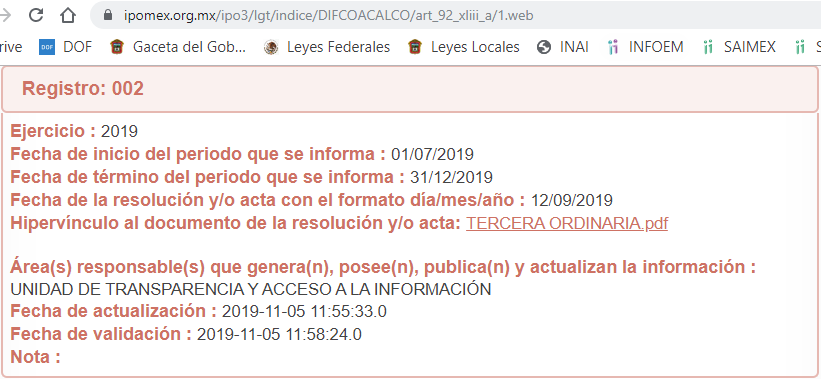 ipomex.org.mx/ipo3/lgt/indice/DIFCOACALCO/art_92_xliii_a/1.web
rive DOF DOF Gaceta del Gob... Leyes Federales Leyes Locales INAI INFOEM SAIMEX S
Registro: 002
Ejercicio : 2019
Fecha de inicio del periodo que se informa : 01/07/2019
Fecha de término del periodo que se informa : 31/12/2019
Fecha de la resolución y/o acta con el formato día/mes/año : 12/09/2019
Hipervínculo al documento de la resolución y/o acta: TERCERA ORDINARIA.pdf
Área(s) responsable(s) que genera(n), posee(n), publica(n) y actualizan la información :
UNIDAD DE TRANSPARENCIA Y ACCESO A LA INFORMACIÓN
Fecha de actualización : 2019-11-05 11:55:33.0
Fecha de validación : 2019-11-05 11:58:24.0
Nota :